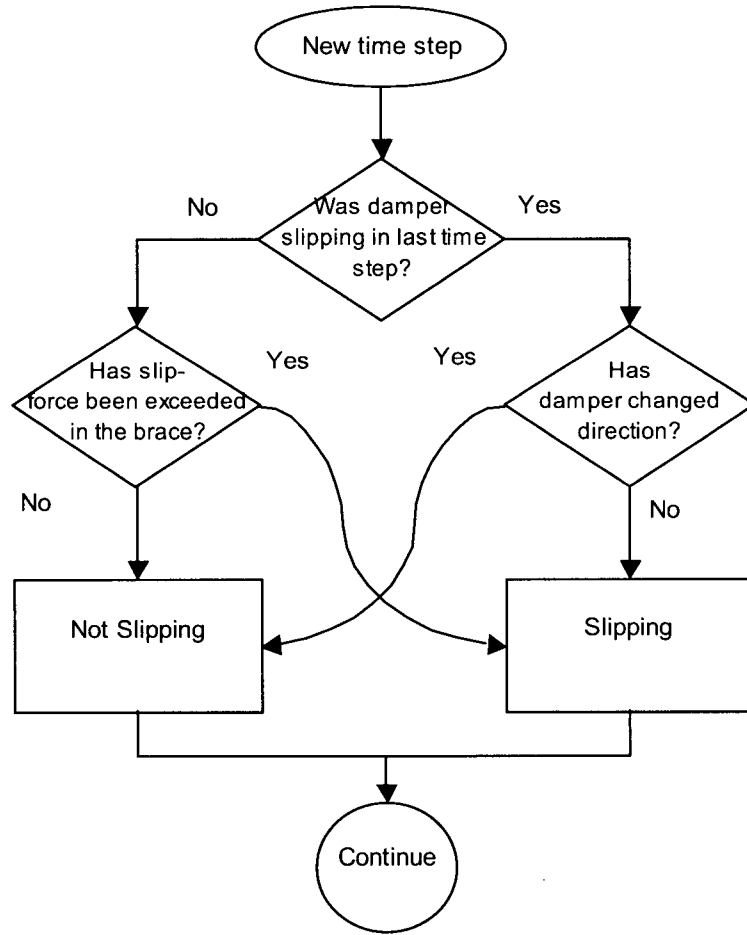 New time step
No
Was damper
Yes
slipping in last time
step?
Has slip-
force been exceeded
in the brace?
Yes
Yes
Has
damper changed
direction?
No
No
Not Slipping
Slipping
Continue